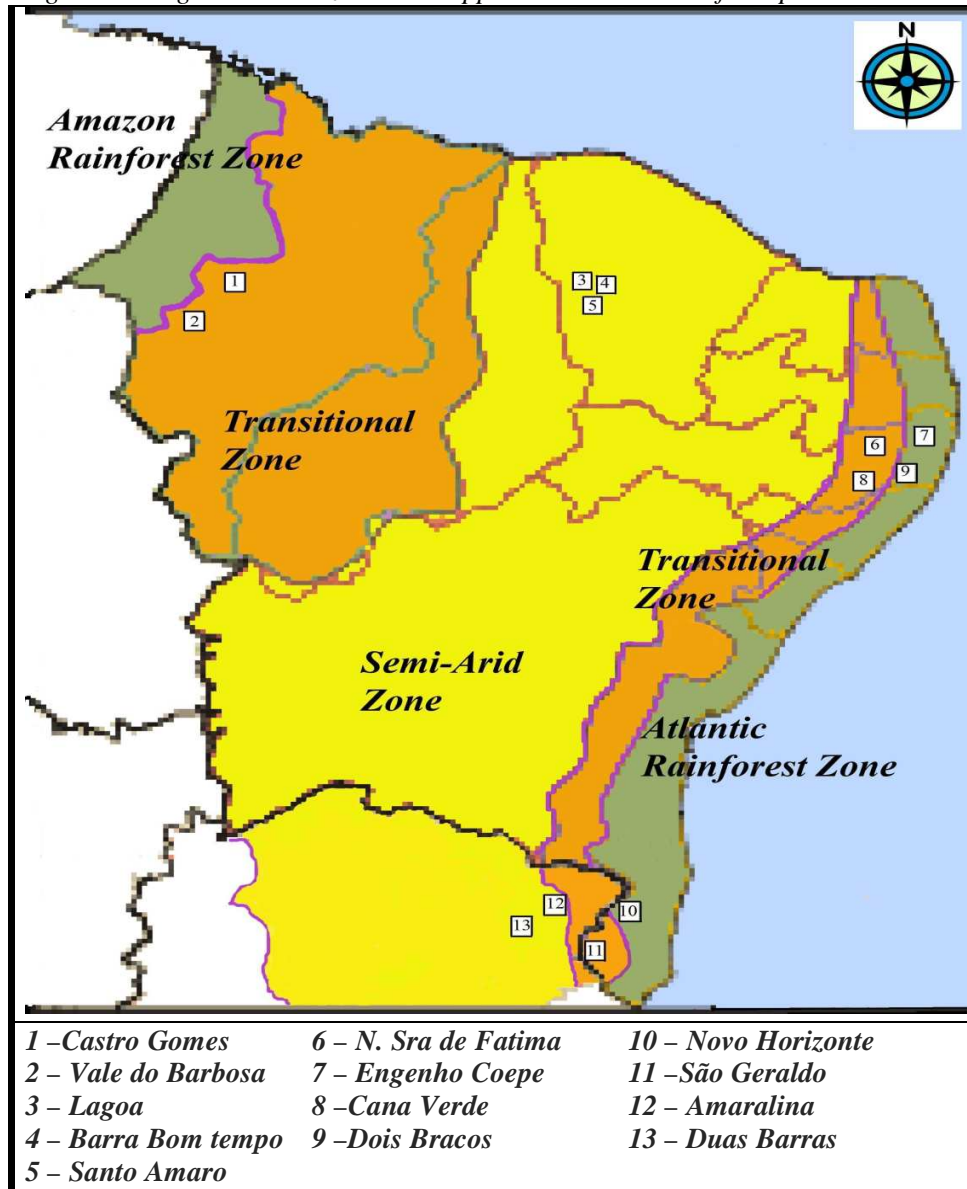 N
Amazon
Rainforest Zone
1
2
3
4
5
Transitional
Zone
6
7
8
9
Transitional
Zone
Semi-Arid
Zone
Atlantic
Rainforest Zone
12
10
13
11
1 –Castro Gomes 6 – N. Sra de Fatima 10 – Novo Horizonte
2 – Vale do Barbosa 7 – Engenho Coepe 11 –São Geraldo
3 – Lagoa 8 –Cana Verde 12 – Amaralina
4 – Barra Bom tempo 9 –Dois Bracos 13 – Duas Barras
5 – Santo Amaro